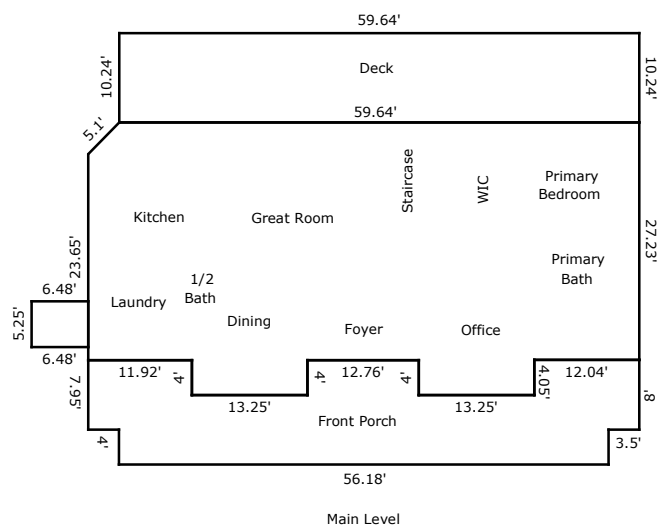 59.64'
10.24'
Deck
10.24'
59.64'
5.1'
Staircase
WIC
Primary
Bedroom
Kitchen
Great Room
27.23'
23.65'
Primary
Bath
6.48'
1/2
Bath
Laundry
5.25'
Dining
Foyer
Office
6.48'
11.92'
4'
4'
12.76'
4'
4.05'
12.04'
7.95'
13.25'
13.25'
8'
Front Porch
4'
3.5'
56.18'
Main Level